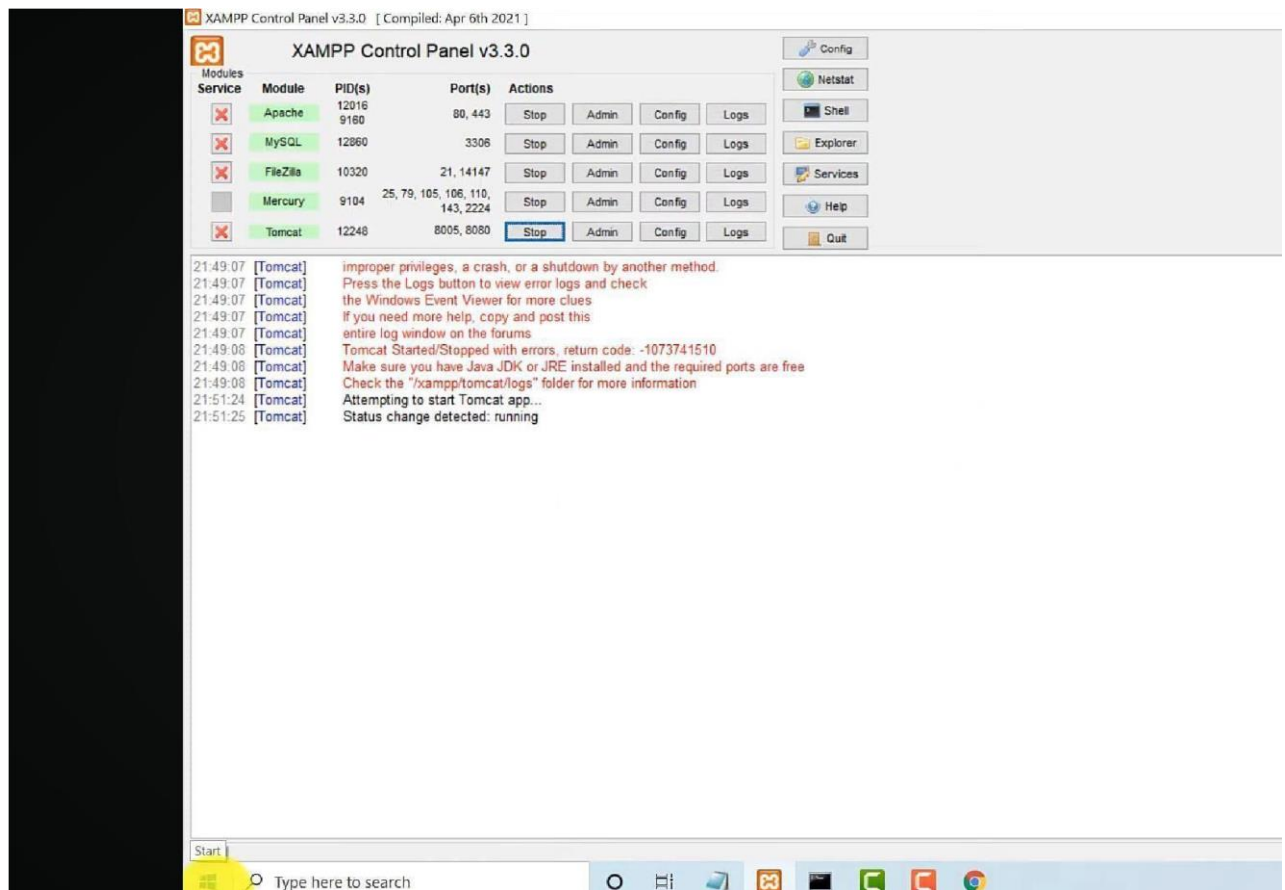 XAMPP Control Panel v3.3.0 [ Compiled: Apr 6th 2021 ]
XAMPP Control Panel v3.3.0
Config
Modules
Service Module PID(s) Port(s) Actions
Netstat
Apache 12016 9160 80, 443 Stop Admin Config Logs
Shell
MySQL 12860 3306 Stop Admin Config Logs
Explorer
FileZilla 10320 21, 14147 Stop Admin Config Logs
Services
Mercury 9104 25, 79, 105, 106, 110, 143, 2224 Stop Admin Config Logs
Help
Tomcat 12248 8005, 8080 Stop Admin Config Logs
Quit
21:49:07 [Tomcat] improper privileges, a crash, or a shutdown by another method.
21:49:07 [Tomcat] Press the Logs button to view error logs and check
21:49:07 [Tomcat] the Windows Event Viewer for more clues
21:49:07 [Tomcat] If you need more help, copy and post this
21:49:07 [Tomcat] entire log window on the forums
21:49:08 [Tomcat] Tomcat Started/Stopped with errors, return code: -1073741510
21:49:08 [Tomcat] Make sure you have Java JDK or JRE installed and the required ports are free
21:49:08 [Tomcat] Check the "/xampp/tomcat/logs" folder for more information
21:51:24 [Tomcat] Attempting to start Tomcat app...
21:51:25 [Tomcat] Status change detected: running
Start
Type here to search